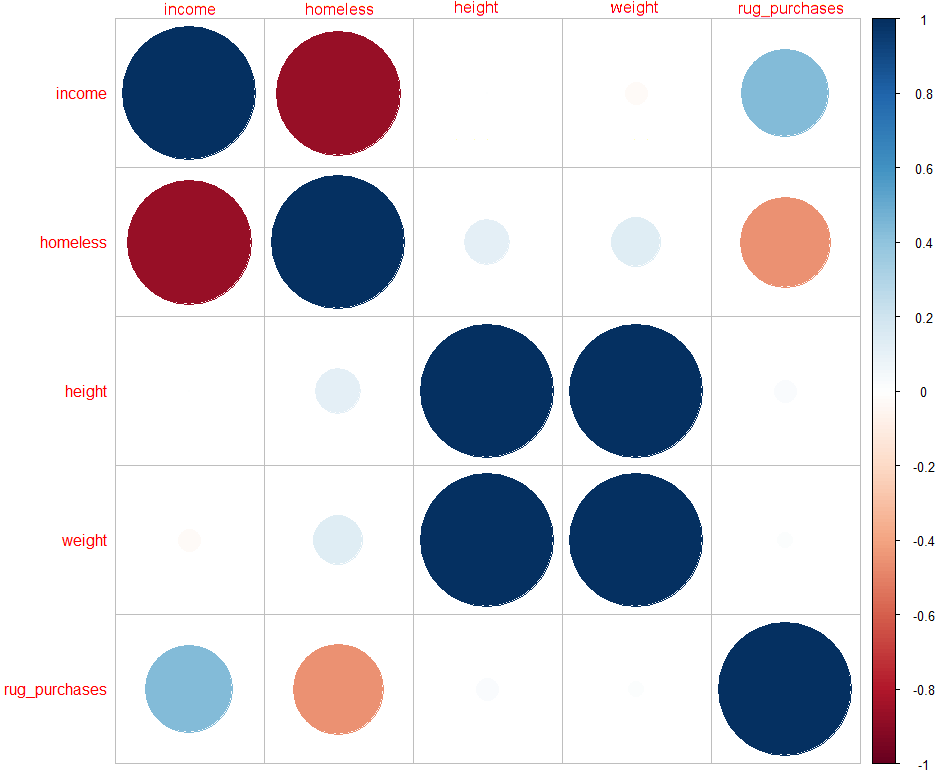 income homeless height weight rug_purchases
income
homeless
height
weight
rug_purchases
1
0.8
0.6
0.4
0.2
0
-0.2
-0.4
-0.6
-0.8
-1